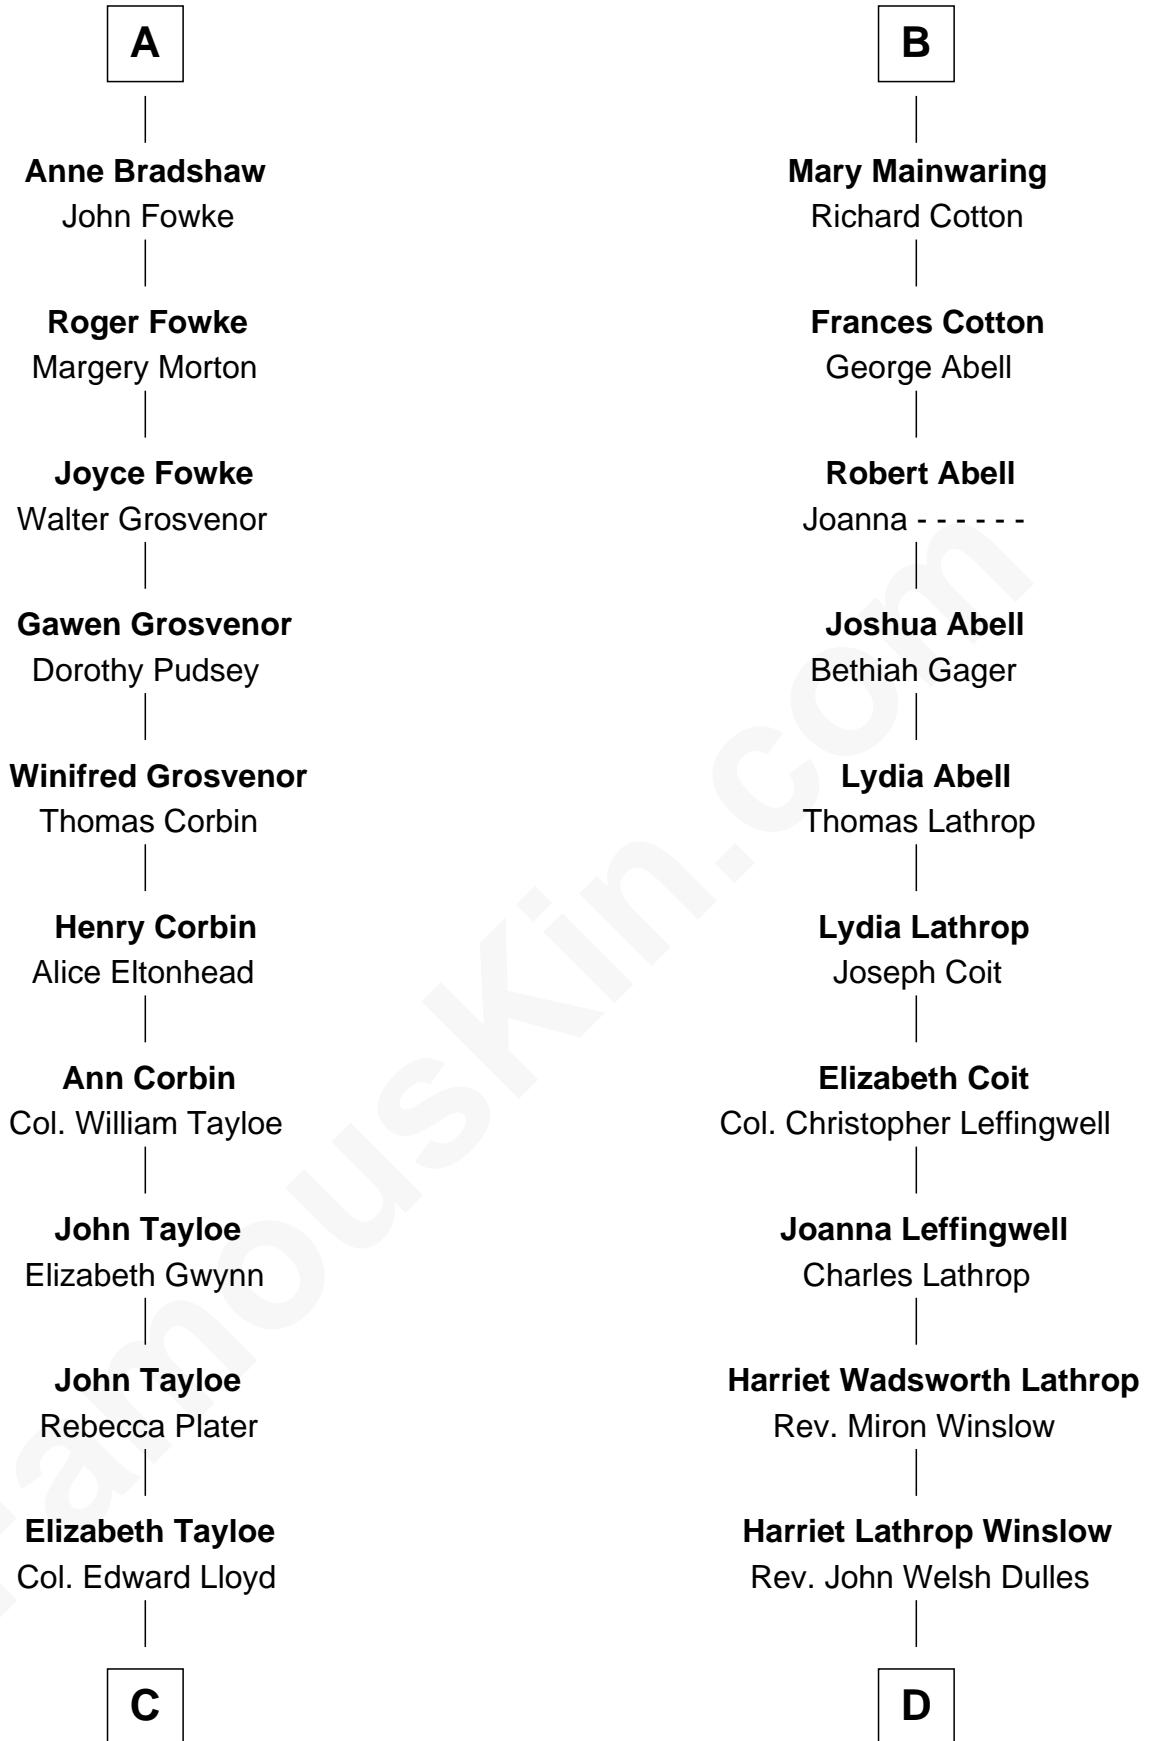 A
Anne Bradshaw
John Fowke
Roger Fowke
Margery Morton
Joyce Fowke
Walter Grosvenor
Gawen Grosvenor
Dorothy Pudsey
Winifred Grosvenor
Thomas Corbin
Henry Corbin
Alice Eltonhead
Ann Corbin
Col. William Tayloe
John Tayloe
Elizabeth Gwynn
John Tayloe
Rebecca Plater
Elizabeth Tayloe
Col. Edward Lloyd
C
B
Mary Mainwaring
Richard Cotton
Frances Cotton
George Abell
Robert Abell
Joanna - - - - - -
Joshua Abell
Bethiah Gager
Lydia Abell
Thomas Lathrop
Lydia Lathrop
Joseph Coit
Elizabeth Coit
Col. Christopher Leffingwell
Joanna Leffingwell
Charles Lathrop
Harriet Wadsworth Lathrop
Rev. Miron Winslow
Harriet Lathrop Winslow
Rev. John Welsh Dulles
D
FamousKin.com